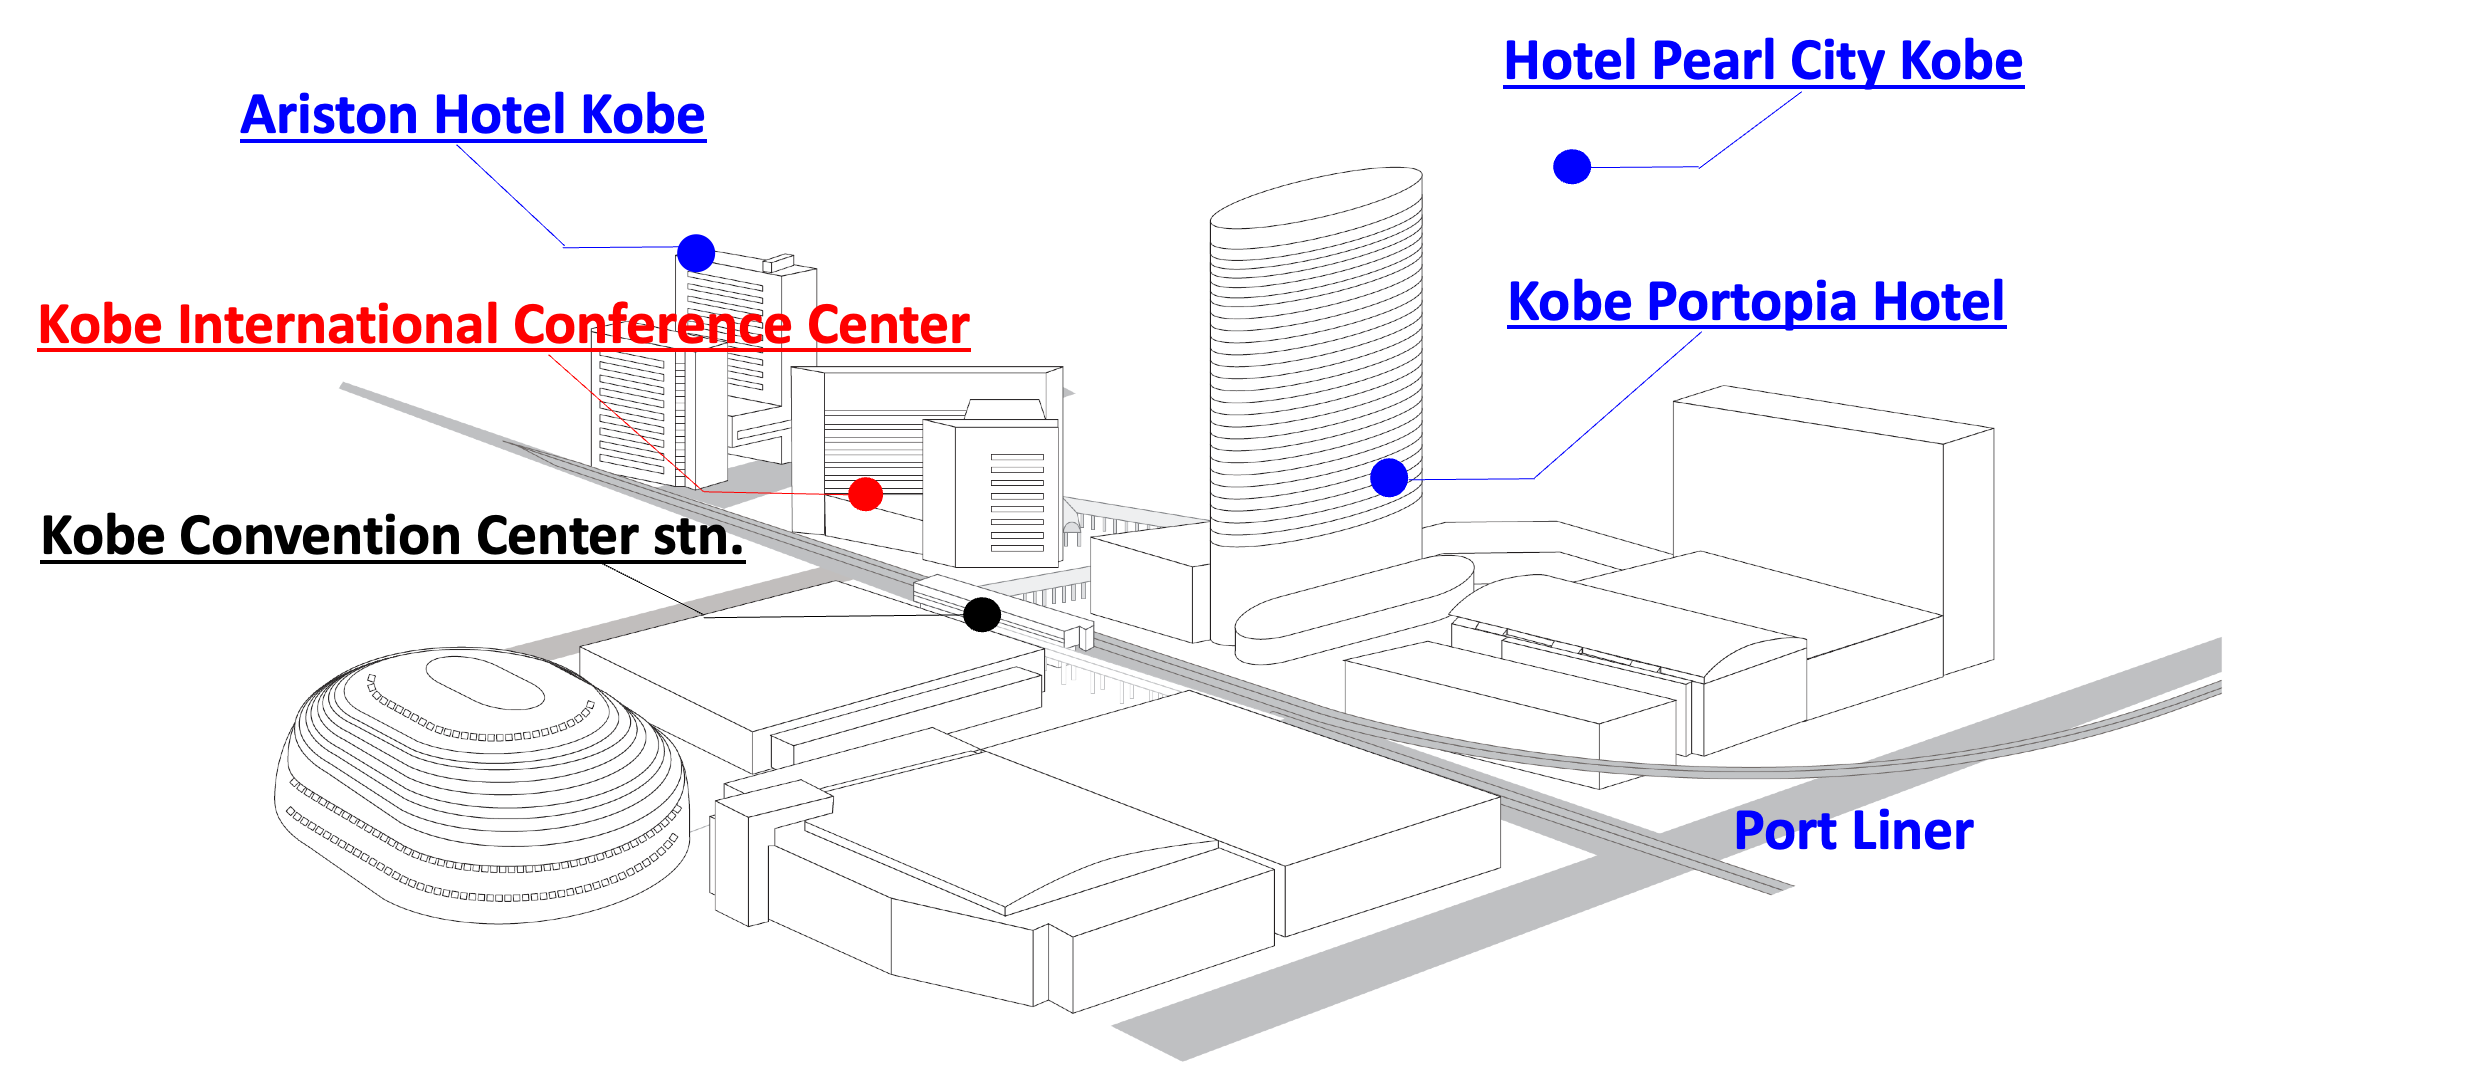 Hotel Pearl City Kobe
Ariston Hotel Kobe
Kobe Portopia Hotel
Kobe International Conference Center
Kobe Convention Center stn.
Port Liner